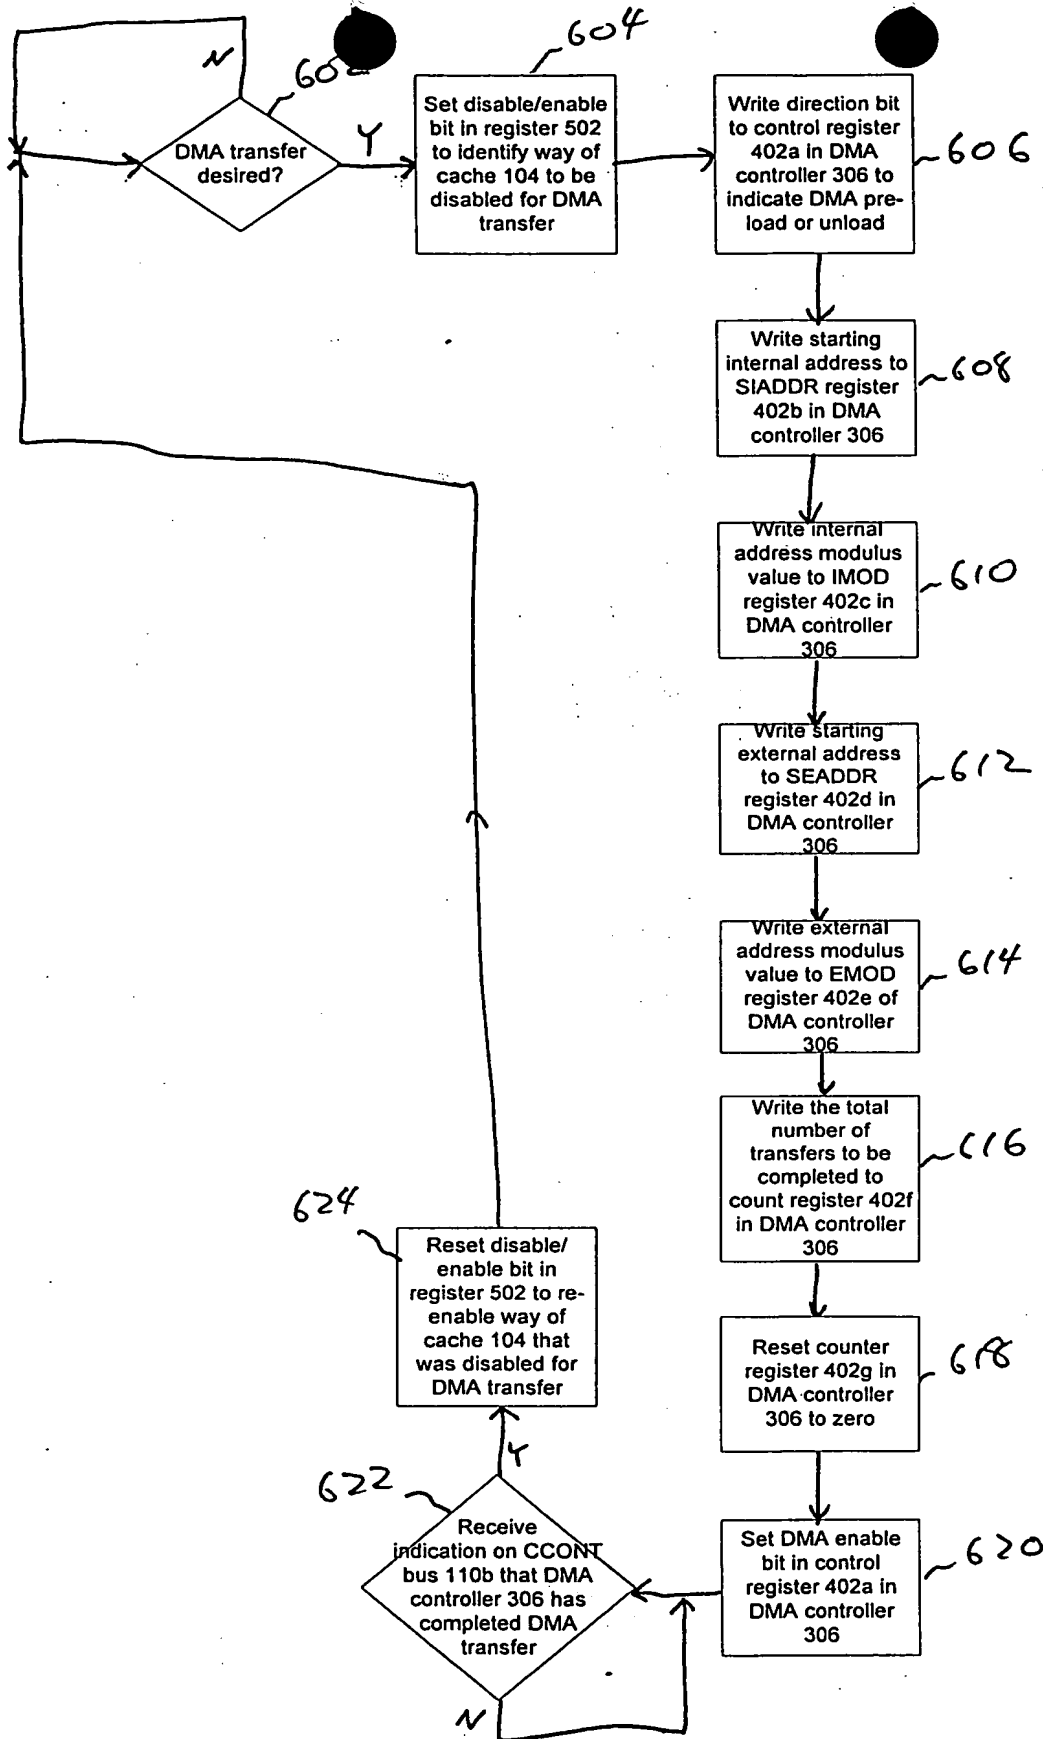 N
604
DMA transfer
desired?
Y
Set disable/enable
bit in register 502
to identify way of
cache 104 to be
disabled for DMA
transfer
Write direction bit
to control register
402a in DMA
controller 306 to
indicate DMA pre-
load or unload
606
Write starting
internal address to
SIADDR register
402b in DMA
controller 306
608
Write internal
address modulus
value to IMOD
register 402c in
DMA controller
306
610
Write starting
external address
to SEADDR
register 402d in
DMA controller
306
612
Write external
address modulus
value to EMOD
register 402e of
DMA controller
306
614
Write the total
number of
transfers to be
completed to
count register 402f
in DMA controller
306
616
Reset counter
register 402g in
DMA controller
306 to zero
618
Set DMA enable
bit in control
register 402a in
DMA controller
306
620
622
Receive
indication on CCONT
bus 110b that DMA
controller 306 has
completed DMA
transfer
N
Y
624
Reset disable/
enable bit in
register 502 to re-
enable way of
cache 104 that
was disabled for
DMA transfer